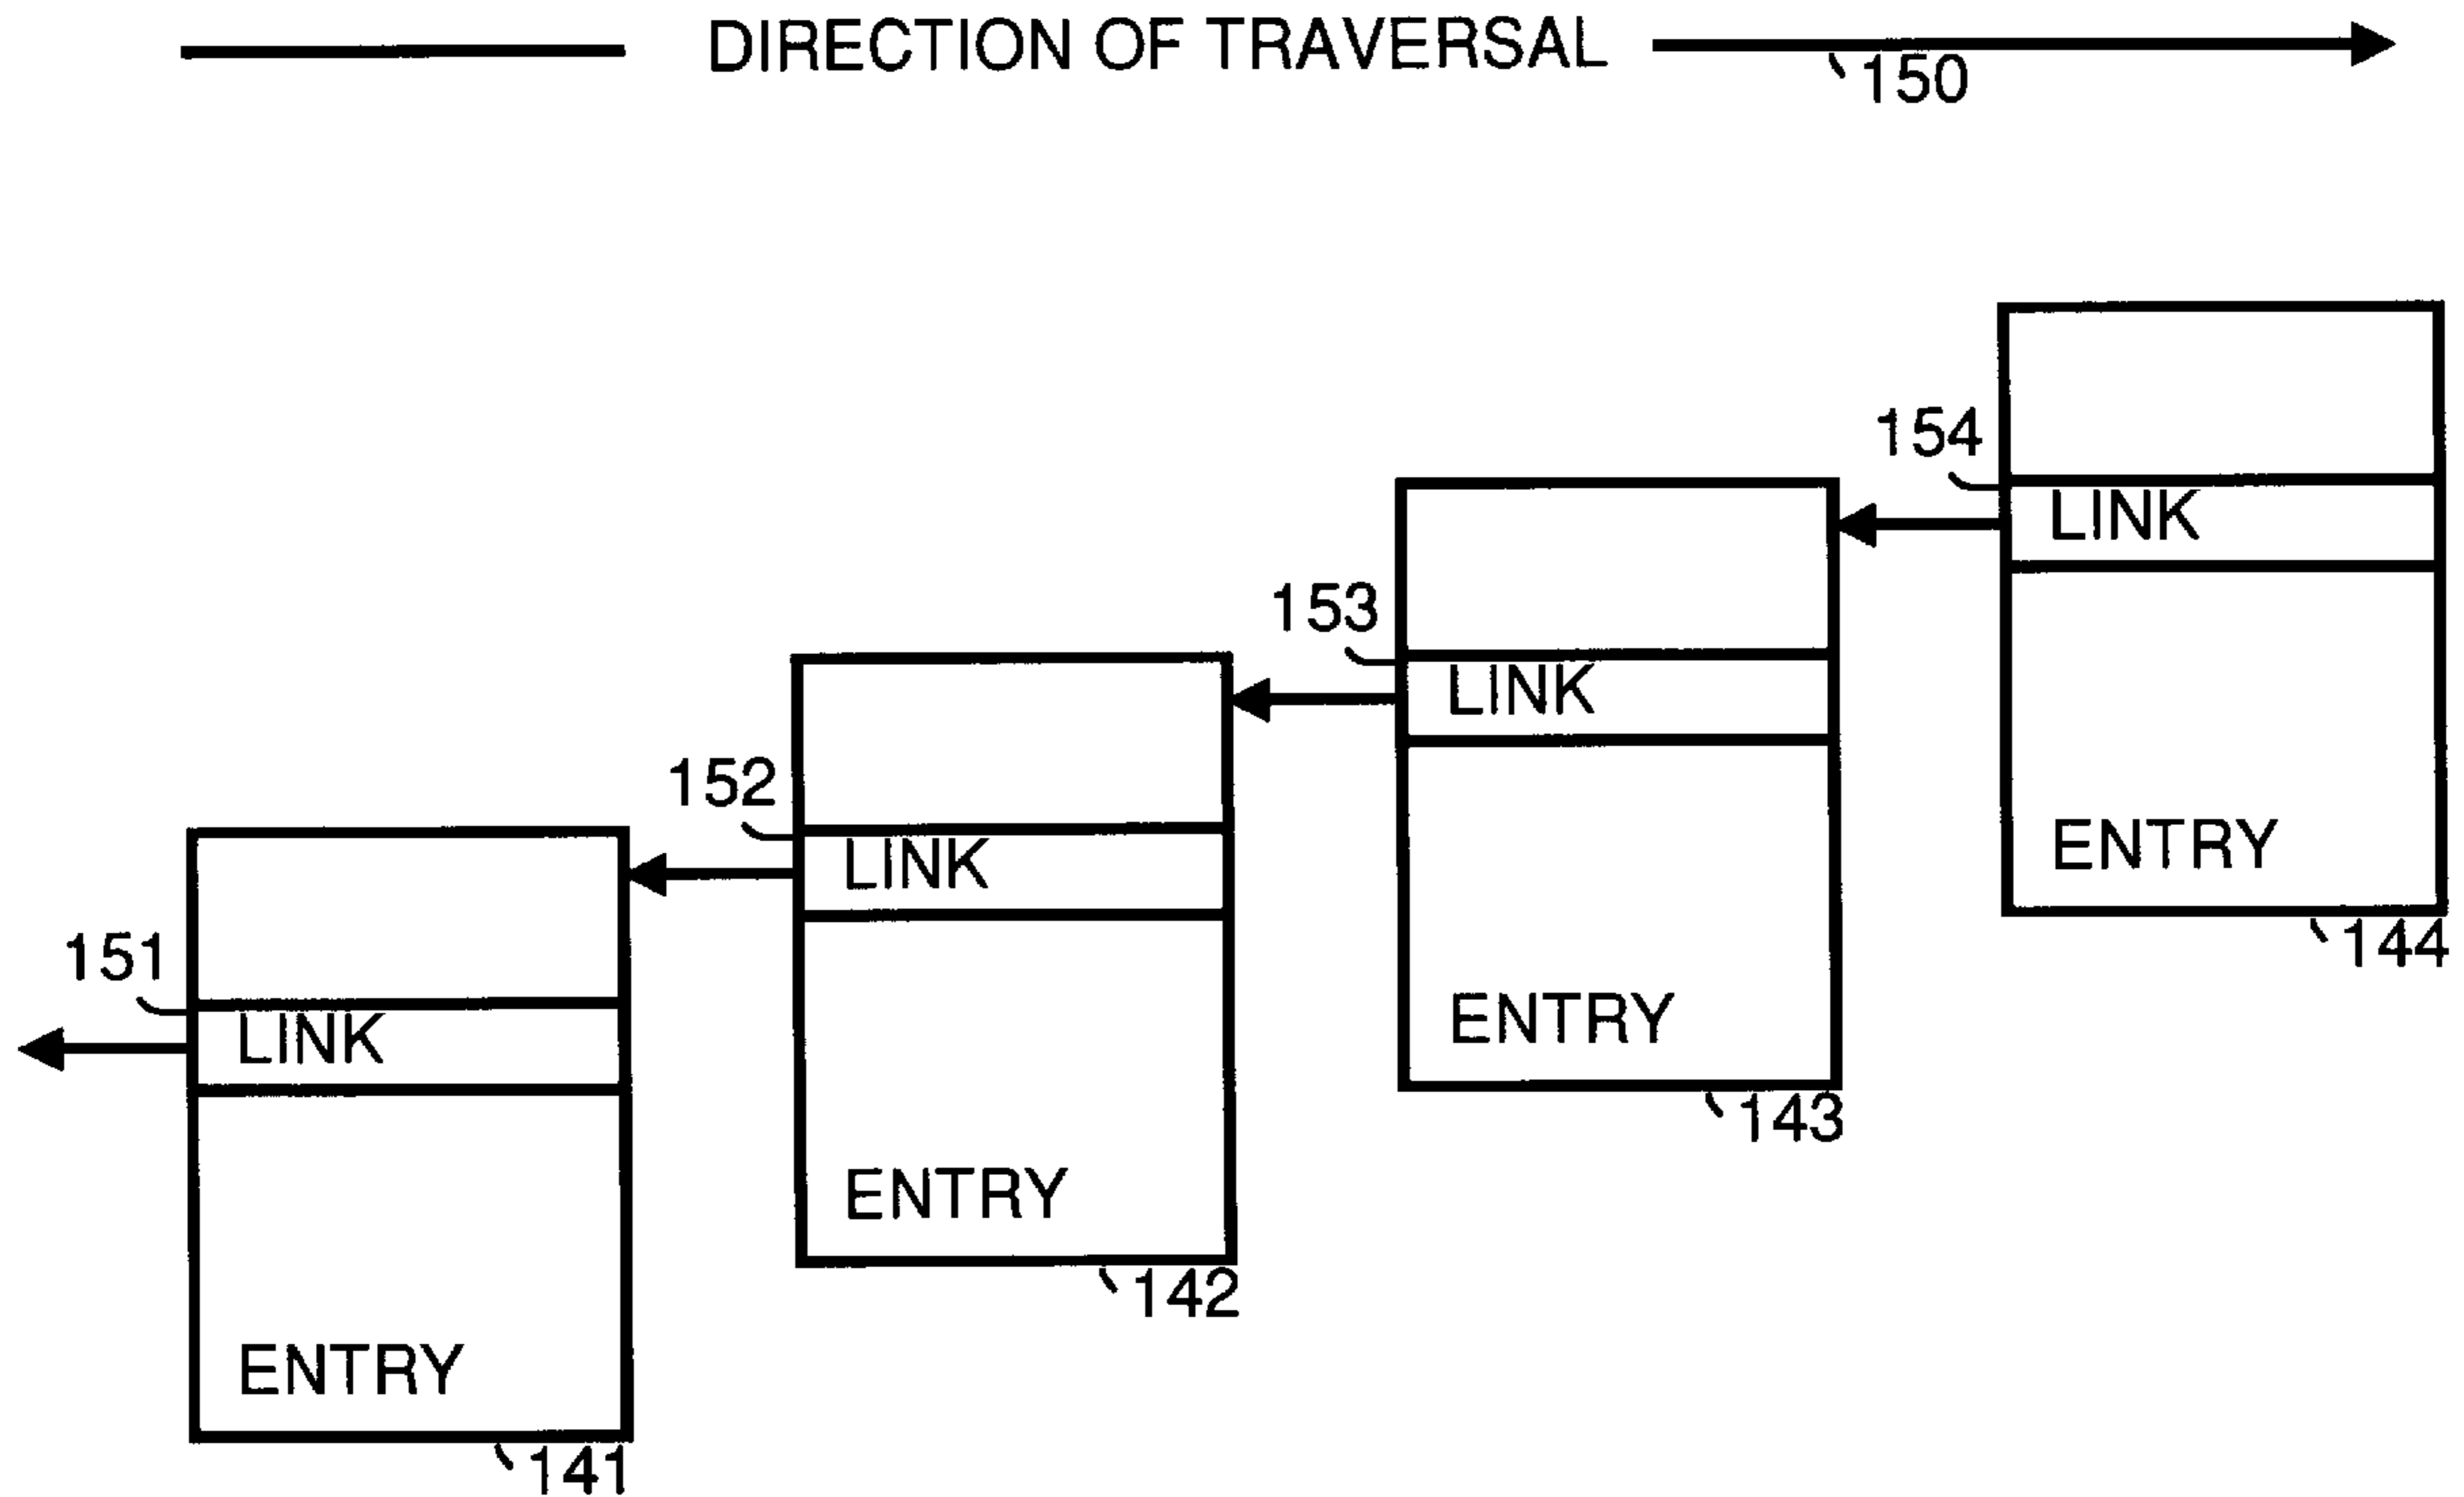 DIRECTION OF TRAVERSAL
150
154
LINK
153
LINK
ENTRY
144
152
LINK
ENTRY
143
151
LINK
ENTRY
142
ENTRY
141